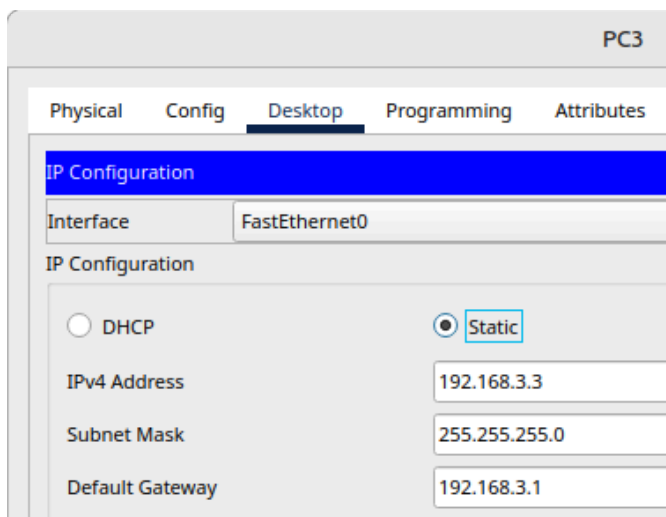 PC3
Physical Config Desktop Programming Attributes
IP Configuration
Interface FastEthernet0
IP Configuration
DHCP Static
IPv4 Address 192.168.3.3
Subnet Mask 255.255.255.0
Default Gateway 192.168.3.1